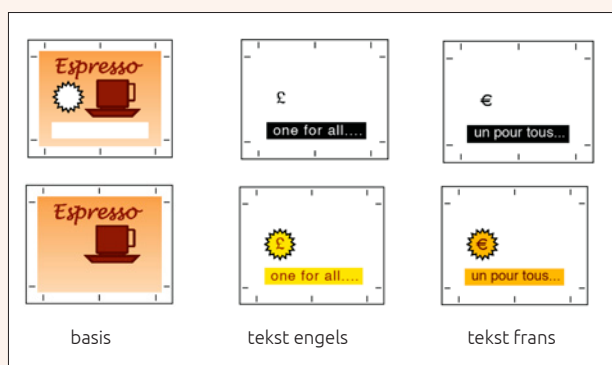 Espresso
£
one for all....
€
un pour tous...
Espresso
£
one for all....
€
un pour tous...
basis
tekst engels
tekst frans